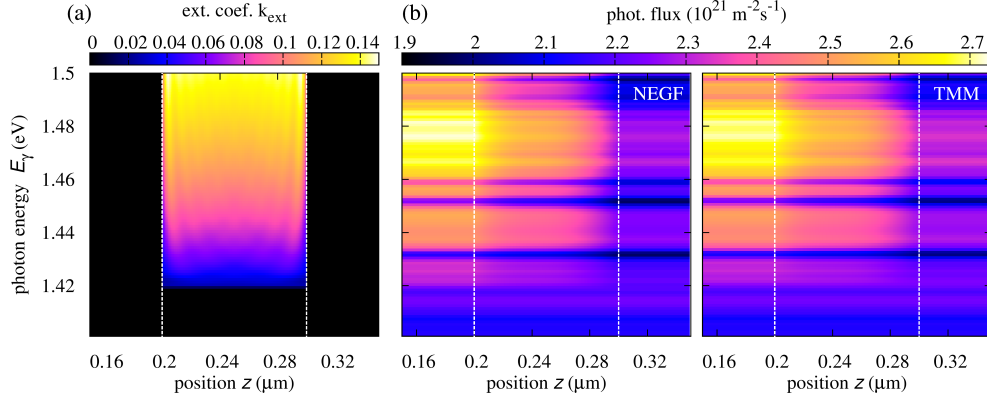 (a)
ext. coef. k_ext
0 0.02 0.04 0.06 0.08 0.1 0.12 0.14
1.5
1.48
1.46
1.44
1.42
photon energy E_γ (eV)
0.16 0.2 0.24 0.28 0.32
position z (μm)
(b)
phot. flux (10^21 m^-2 s^-1)
1.9 2 2.1 2.2 2.3 2.4 2.5 2.6 2.7
NEGF
0.16 0.2 0.24 0.28 0.32
position z (μm)
TMM
0.16 0.2 0.24 0.28 0.32
position z (μm)